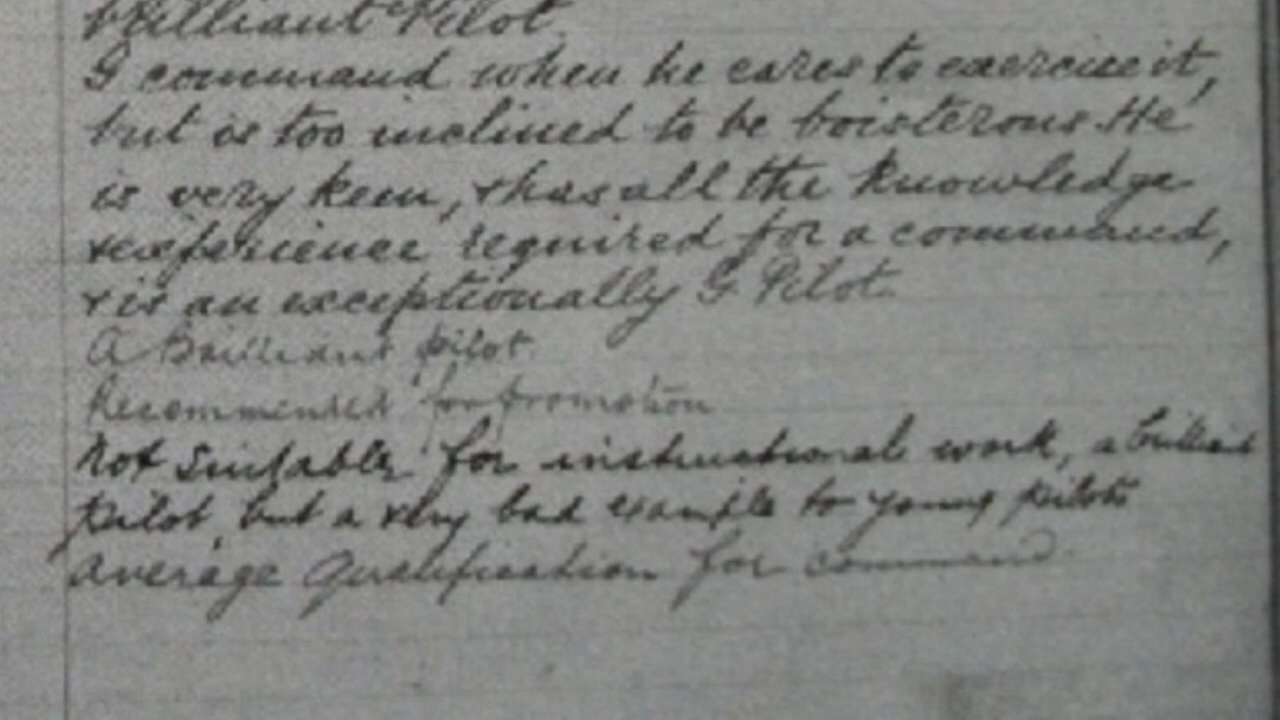 brilliant Pilot
G command when he cares to exercise it,
but is too inclined to be boisterous. He
is very keen, & has all the knowledge
& experience required for a command,
& is an exceptionally G Pilot.
A Brilliant pilot.
Recommended for promotion
Not suitable for instructional work, a brilliant
pilot, but a very bad example to young pilots
Average Qualification for command.